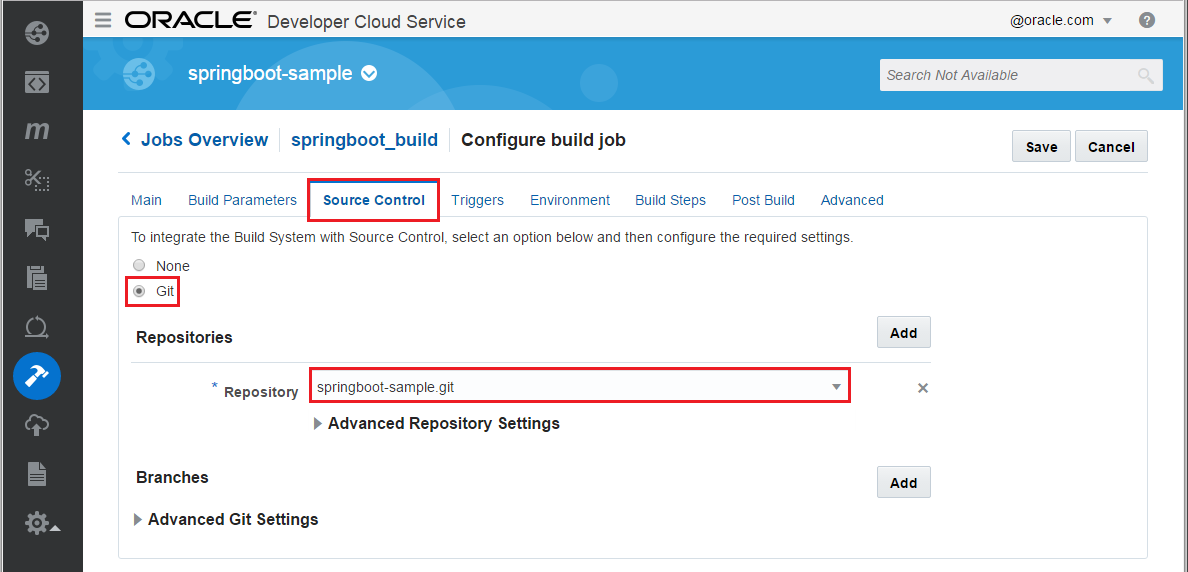 ORACLE® Developer Cloud Service
@oracle.com
springboot-sample
Search Not Available
Jobs Overview
springboot_build
Configure build job
Save
Cancel
Main
Build Parameters
Source Control
Triggers
Environment
Build Steps
Post Build
Advanced
To integrate the Build System with Source Control, select an option below and then configure the required settings.
None
Git
Repositories
Add
* Repository
springboot-sample.git
Advanced Repository Settings
Branches
Add
Advanced Git Settings